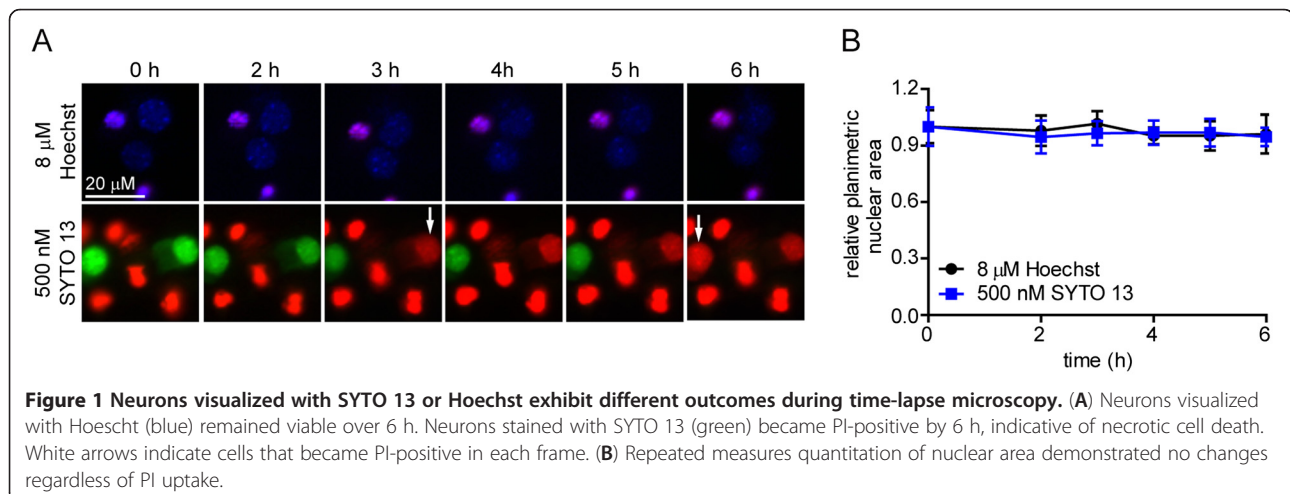 A
0 h 2 h 3 h 4h 5 h 6 h
8 μM
Hoechst
20 μM
500 nM
SYTO 13
B
relative planimetric
nuclear area
1.2
0.9
0.6
0.3
0.0
8 μM Hoechst
500 nM SYTO 13
0 2 4 6
time (h)
Figure 1 Neurons visualized with SYTO 13 or Hoechst exhibit different outcomes during time-lapse microscopy. (A) Neurons visualized
with Hoescht (blue) remained viable over 6 h. Neurons stained with SYTO 13 (green) became PI-positive by 6 h, indicative of necrotic cell death.
White arrows indicate cells that became PI-positive in each frame. (B) Repeated measures quantitation of nuclear area demonstrated no changes
regardless of PI uptake.